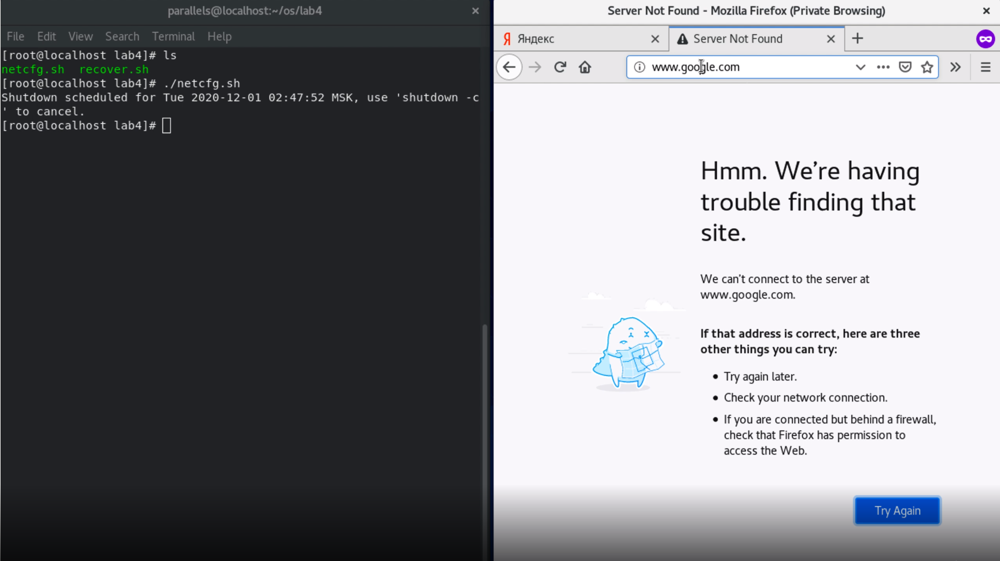 parallels@localhost:~/os/lab4
File Edit View Search Terminal Help
[root@localhost lab4]# ls
netcfg.sh recover.sh
[root@localhost lab4]# ./netcfg.sh
Shutdown scheduled for Tue 2020-12-01 02:47:52 MSK, use 'shutdown -c
' to cancel.
[root@localhost lab4]#
Server Not Found - Mozilla Firefox (Private Browsing)
Я Яндекс
Server Not Found
www.google.com
Hmm. We’re having
trouble finding that
site.
We can’t connect to the server at
www.google.com.
If that address is correct, here are three
other things you can try:
Try again later.
Check your network connection.
If you are connected but behind a firewall,
check that Firefox has permission to
access the Web.
Try Again